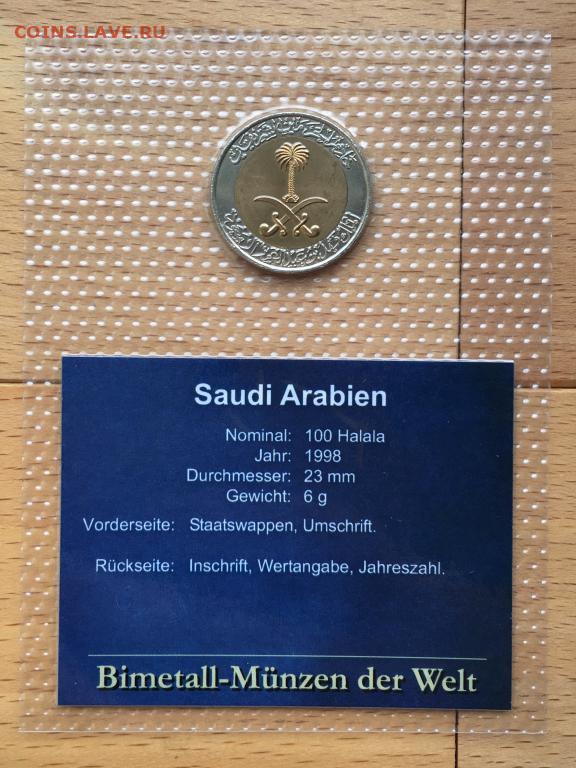 COINS.LAVE.RU
Saudi Arabien
Nominal: 100 Halala
Jahr: 1998
Durchmesser: 23 mm
Gewicht: 6 g
Vorderseite: Staatswappen, Umschrift.
Rückseite: Inschrift, Wertangabe, Jahreszahl.
Bimetall-Münzen der Welt